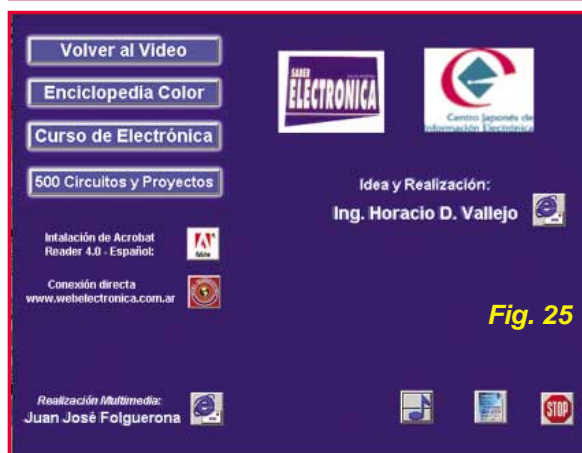 Volver al Video
Enciclopedia Color
Curso de Electrónica
500 Circuitos y Proyectos
Intalación de Acrobat
Reader 4.0 - Español:
Adobe
Conexión directa
www.webelectronica.com.ar
Realización Multimedia:
Juan José Folguerona
SABER
ELECTRONICA
Centro Japonés de
Información Electrónica
Idea y Realización:
Ing. Horacio D. Vallejo
Fig. 25
STOP